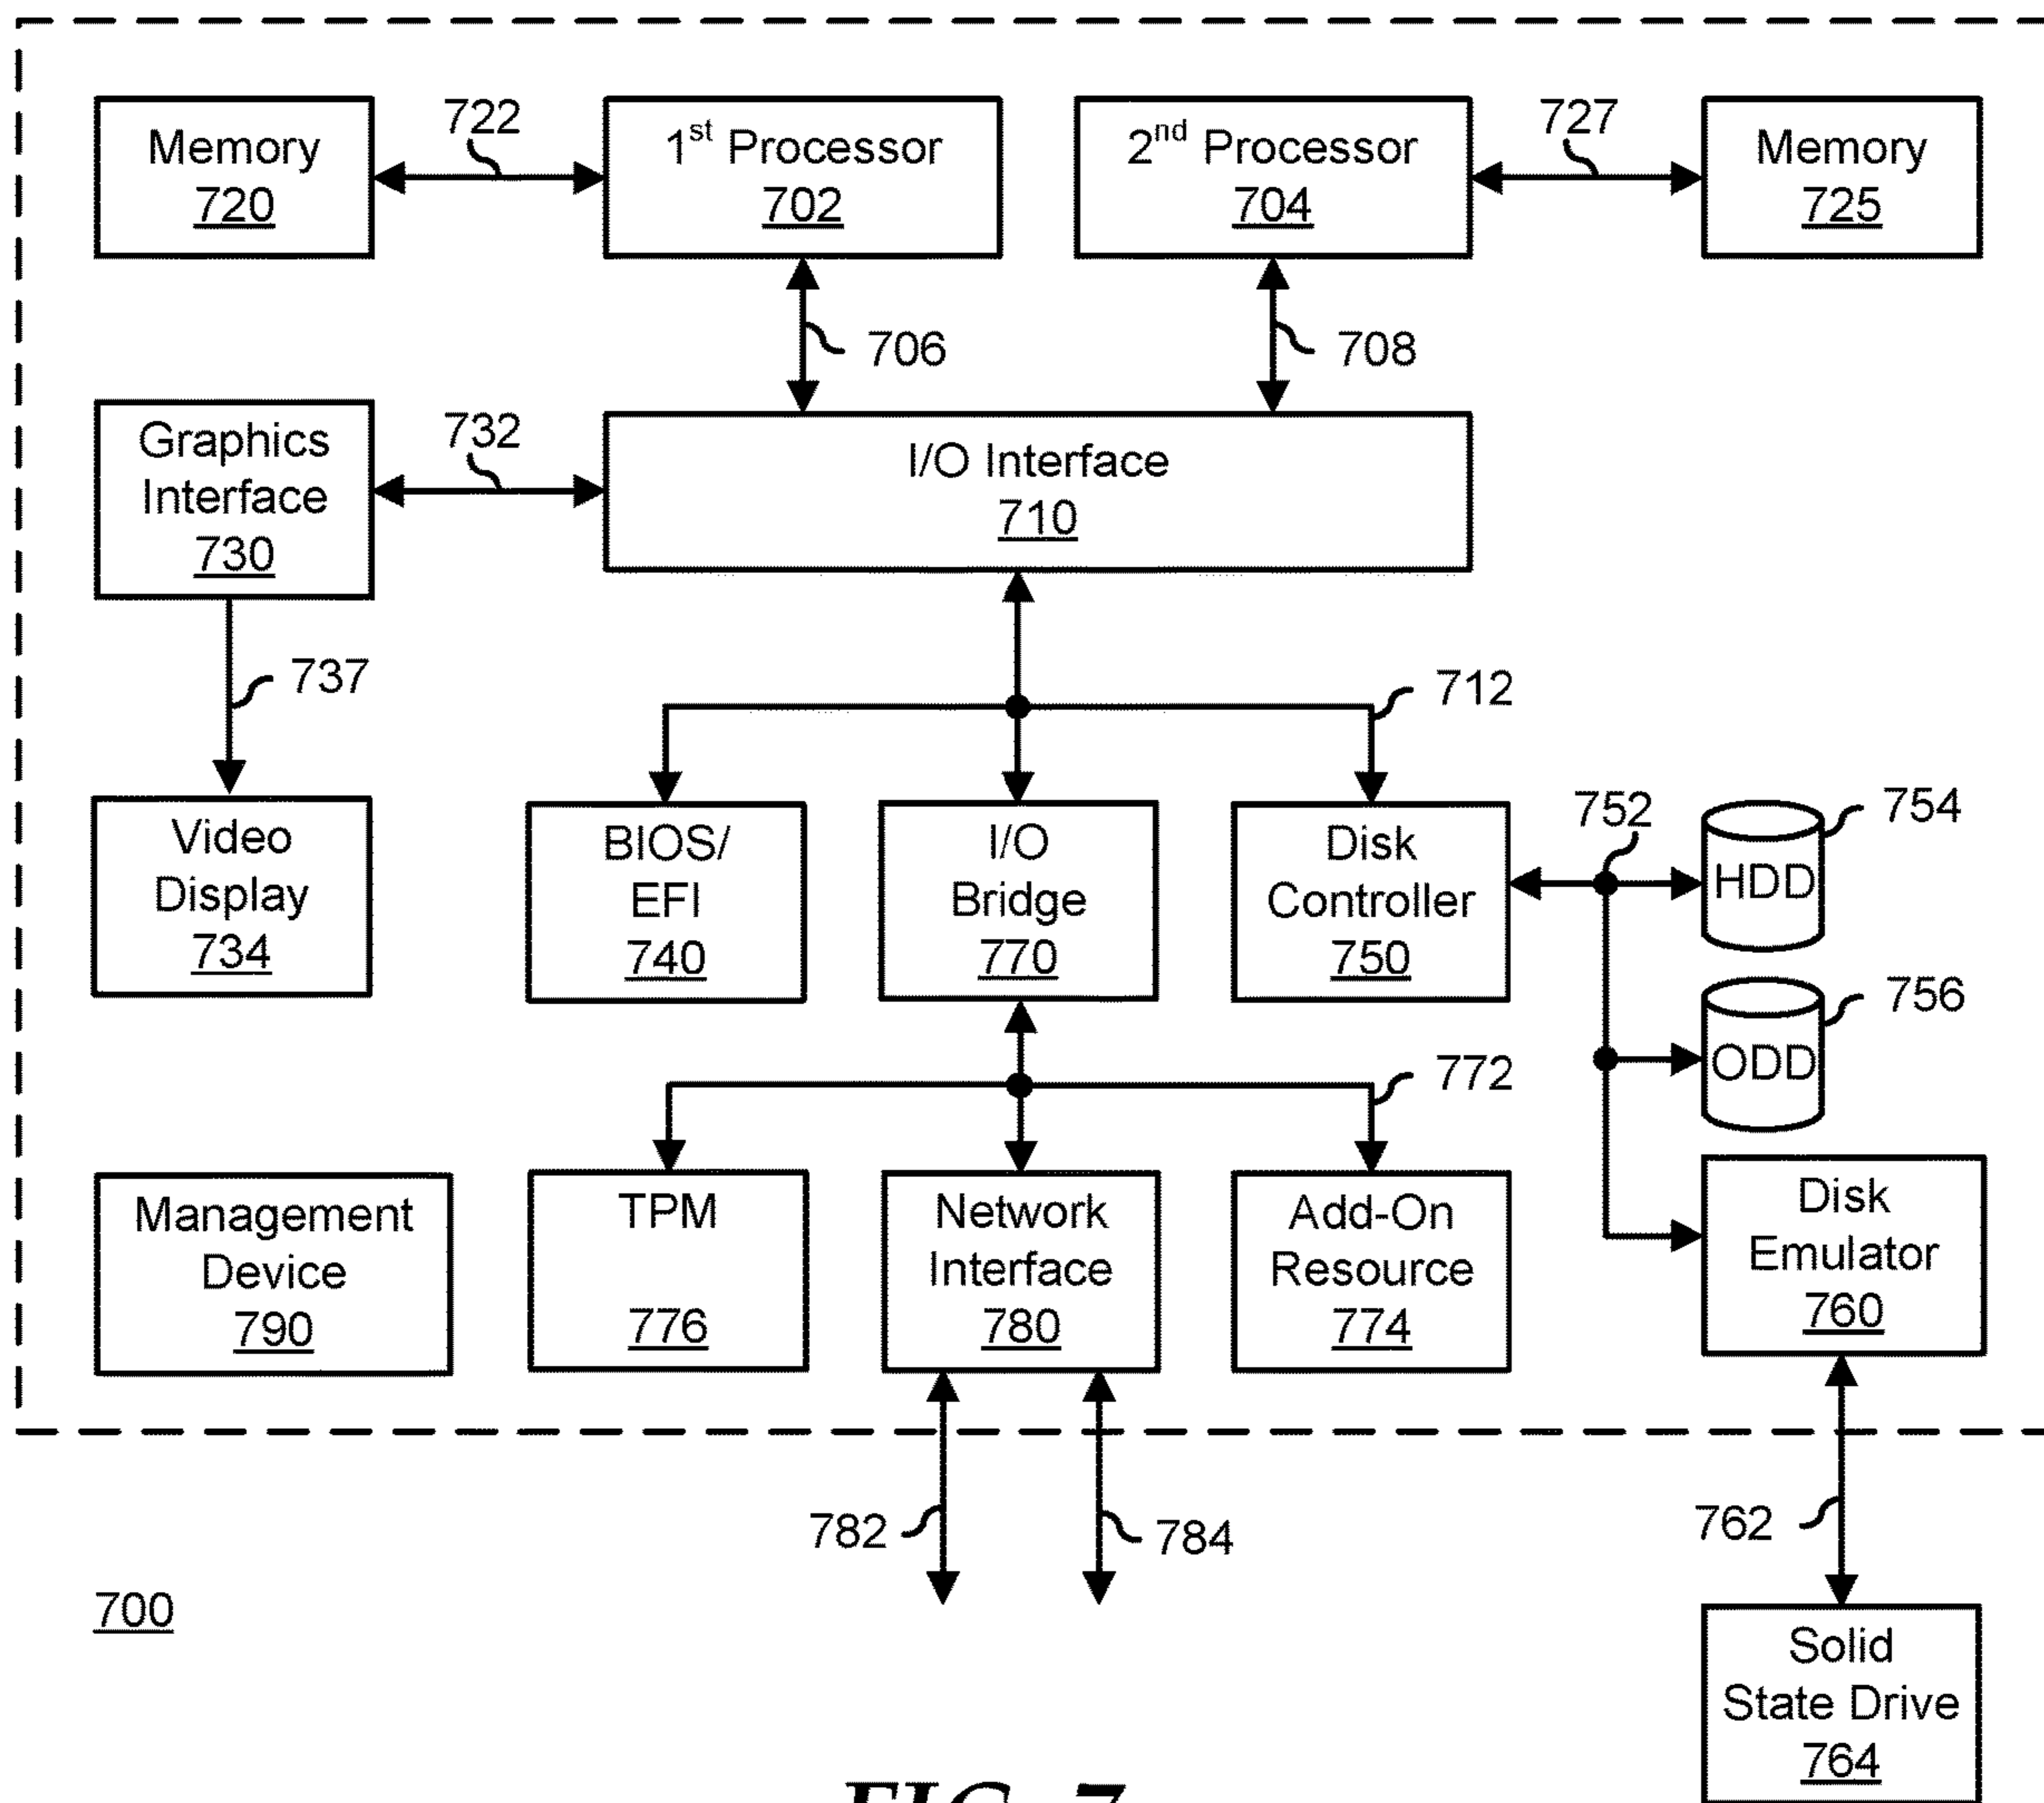 Memory
720
722
1st Processor
702
2nd Processor
704
727
Memory
725
706
708
Graphics
Interface
730
732
I/O Interface
710
737
712
Video
Display
734
BIOS/
EFI
740
I/O
Bridge
770
Disk
Controller
750
752
754
HDD
756
ODD
772
Management
Device
790
TPM
776
Network
Interface
780
Add-On
Resource
774
Disk
Emulator
760
782
784
762
700
Solid
State Drive
764
FIG. 7